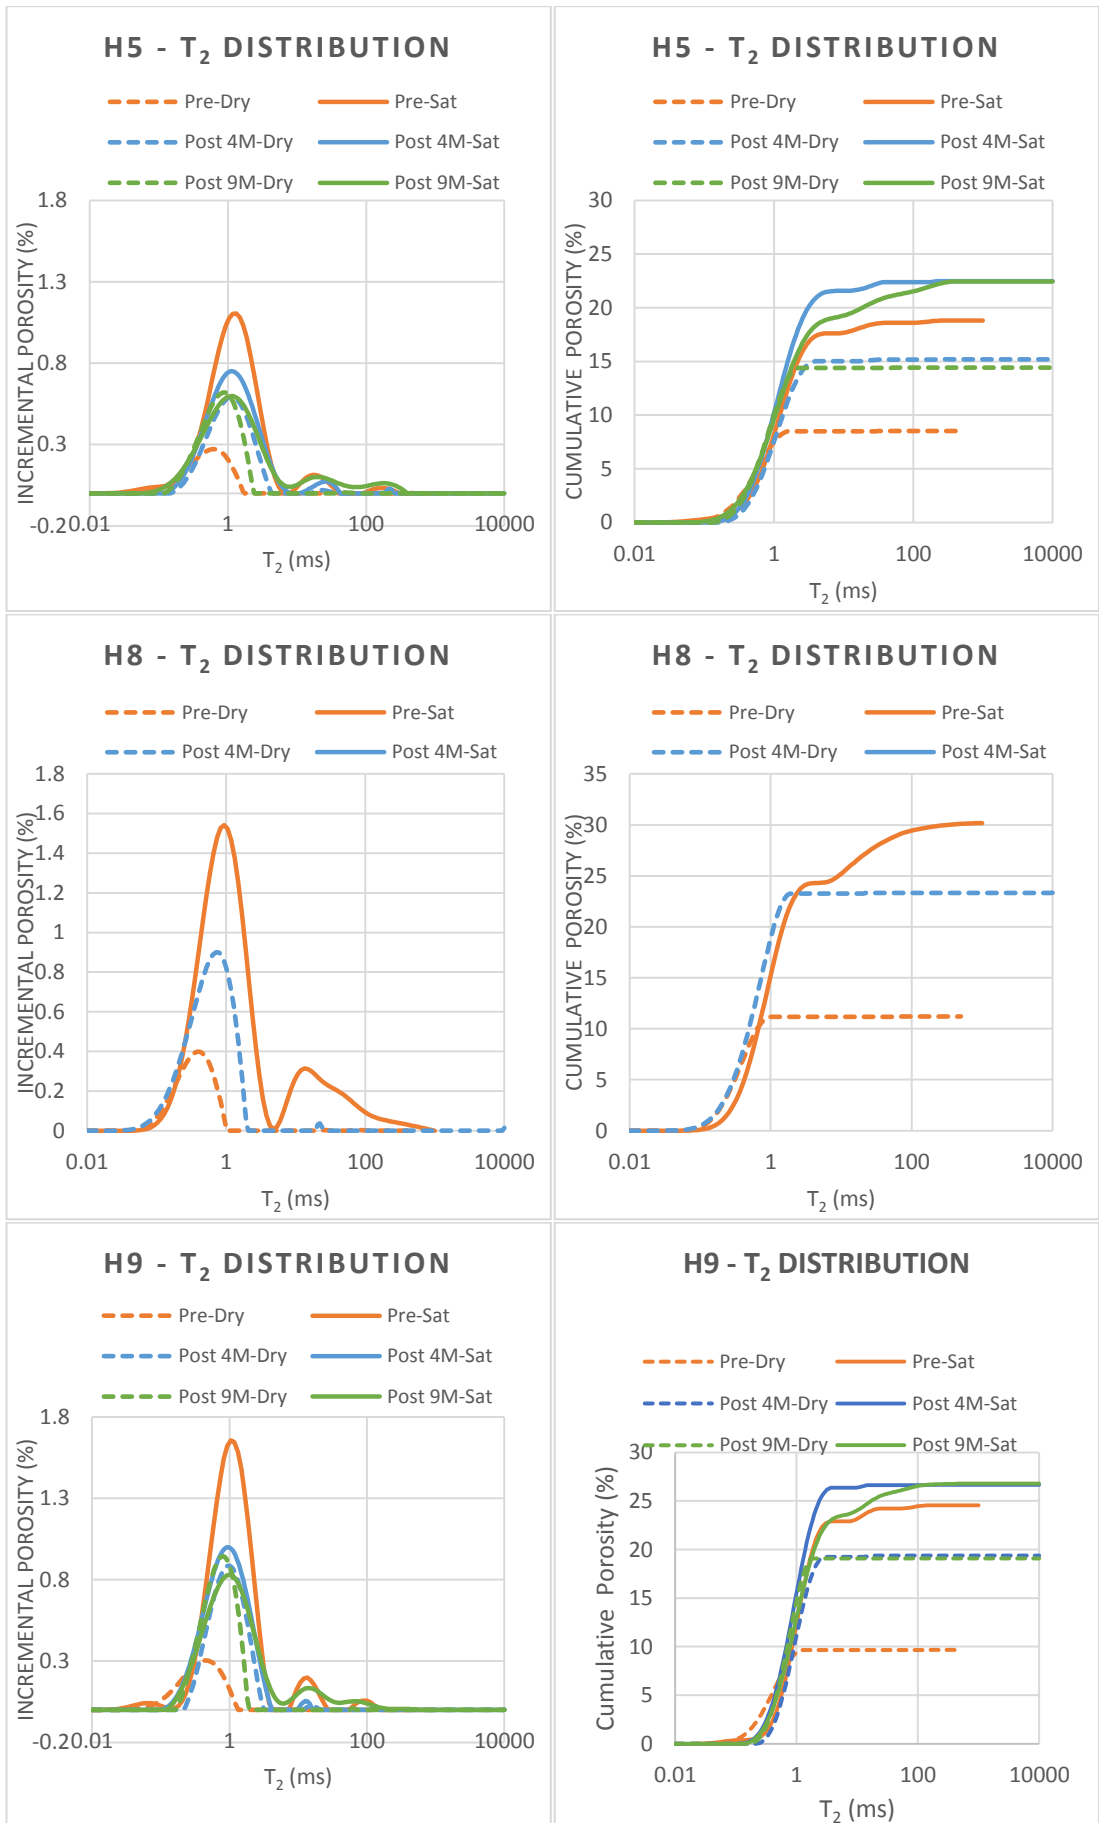 H5 - T₂ DISTRIBUTION
Pre-Dry Pre-Sat
Post 4M-Dry Post 4M-Sat
Post 9M-Dry Post 9M-Sat
INCREMENTAL POROSITY (%)
1.8
1.3
0.8
0.3
-0.2
0.01 1 100 10000
T₂ (ms)
H5 - T₂ DISTRIBUTION
Pre-Dry Pre-Sat
Post 4M-Dry Post 4M-Sat
Post 9M-Dry Post 9M-Sat
CUMULATIVE POROSITY (%)
30
25
20
15
10
5
0
0.01 1 100 10000
T₂ (ms)
H8 - T₂ DISTRIBUTION
Pre-Dry Pre-Sat
Post 4M-Dry Post 4M-Sat
INCREMENTAL POROSITY (%)
1.8
1.6
1.4
1.2
1
0.8
0.6
0.4
0.2
0
0.01 1 100 10000
T₂ (ms)
H8 - T₂ DISTRIBUTION
Pre-Dry Pre-Sat
Post 4M-Dry Post 4M-Sat
CUMULATIVE POROSITY (%)
35
30
25
20
15
10
5
0
0.01 1 100 10000
T₂ (ms)
H9 - T₂ DISTRIBUTION
Pre-Dry Pre-Sat
Post 4M-Dry Post 4M-Sat
Post 9M-Dry Post 9M-Sat
INCREMENTAL POROSITY (%)
1.8
1.3
0.8
0.3
-0.2
0.01 1 100 10000
T₂ (ms)
H9 - T₂ DISTRIBUTION
Pre-Dry Pre-Sat
Post 4M-Dry Post 4M-Sat
Post 9M-Dry Post 9M-Sat
Cumulative Porosity (%)
30
25
20
15
10
5
0
0.01 1 100 10000
T₂ (ms)